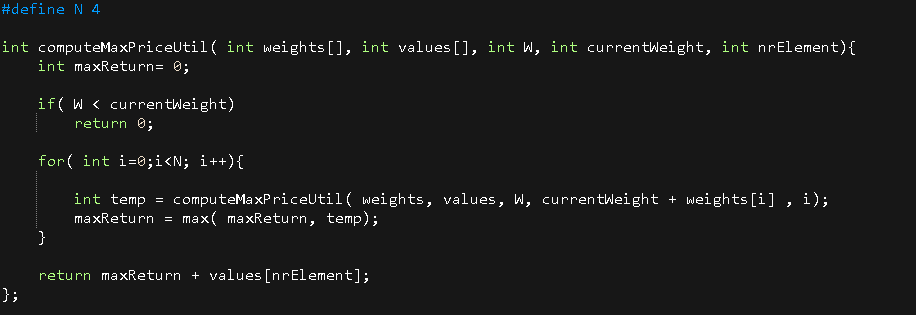 #define N 4
int computeMaxPriceUtil( int weights[], int values[], int W, int currentWeight, int nrElement){
int maxReturn= 0;
if( W < currentWeight)
return 0;
for( int i=0;i<N; i++){
int temp = computeMaxPriceUtil( weights, values, W, currentWeight + weights[i] , i);
maxReturn = max( maxReturn, temp);
}
return maxReturn + values[nrElement];
};